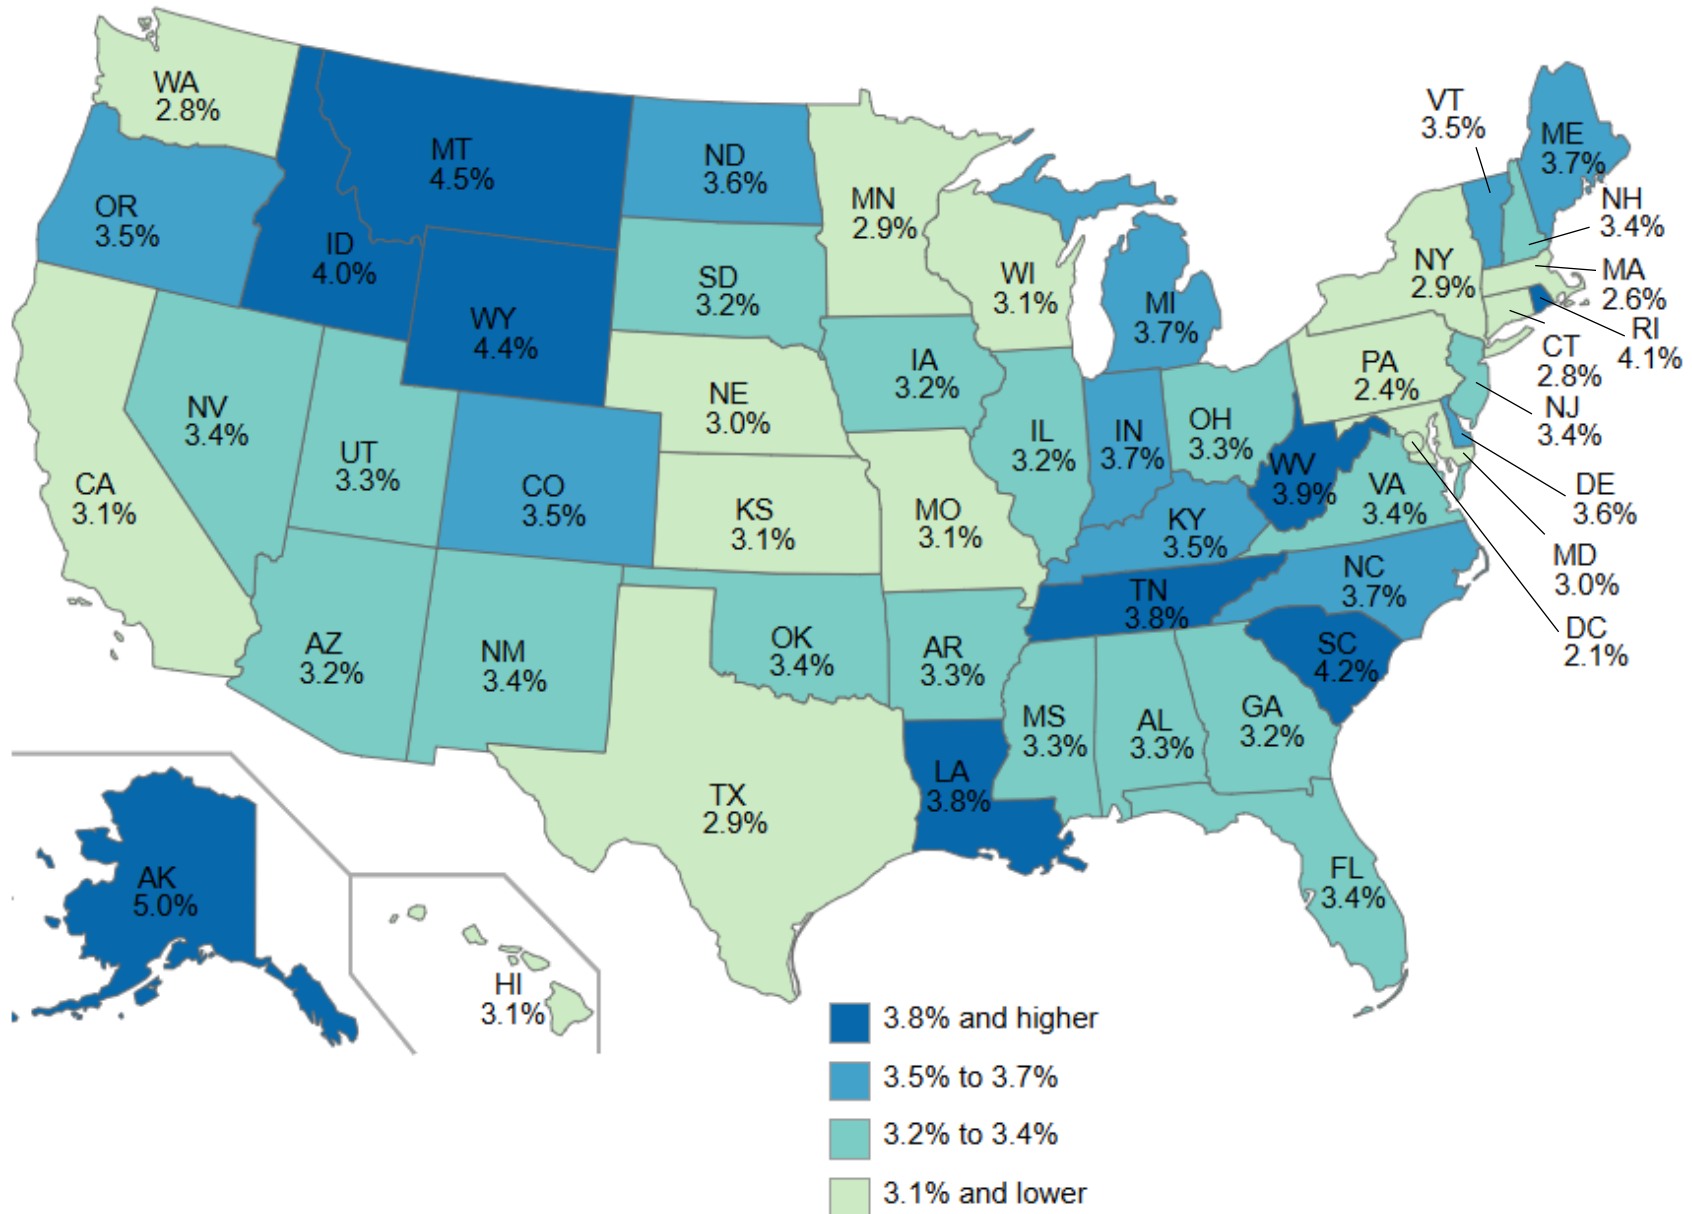 WA
2.8%
MT
4.5%
ND
3.6%
MN
2.9%
VT
3.5%
ME
3.7%
OR
3.5%
ID
4.0%
NH
3.4%
SD
3.2%
WI
3.1%
MI
3.7%
NY
2.9%
MA
2.6%
WY
4.4%
RI
4.1%
IA
3.2%
CT
2.8%
PA
2.4%
NE
3.0%
NJ
3.4%
NV
3.4%
UT
3.3%
IL
3.2%
IN
3.7%
OH
3.3%
WV
3.9%
CA
3.1%
CO
3.5%
VA
3.4%
DE
3.6%
KS
3.1%
MO
3.1%
KY
3.5%
MD
3.0%
NC
3.7%
TN
3.8%
DC
2.1%
AZ
3.2%
NM
3.4%
OK
3.4%
AR
3.3%
SC
4.2%
MS
3.3%
AL
3.3%
GA
3.2%
TX
2.9%
LA
3.8%
AK
5.0%
FL
3.4%
HI
3.1%
3.8% and higher
3.5% to 3.7%
3.2% to 3.4%
3.1% and lower